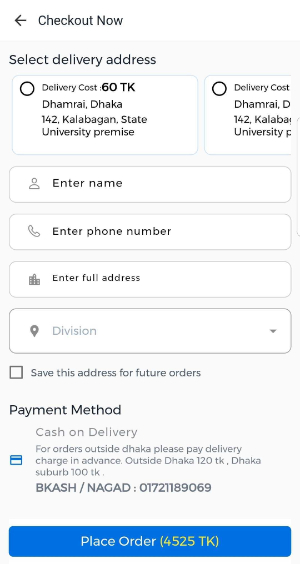 Checkout Now
Select delivery address
Delivery Cost :60 TK
Dhamrai, Dhaka
142, Kalabagan, State
University premise
Delivery Cost
Dhamrai, D
142, Kalabag
University p
Enter name
Enter phone number
Enter full address
Division
Save this address for future orders
Payment Method
Cash on Delivery
For orders outside dhaka please pay delivery
charge in advance. Outside Dhaka 120 tk , Dhaka
suburb 100 tk .
BKASH / NAGAD : 01721189069
Place Order (4525 TK)